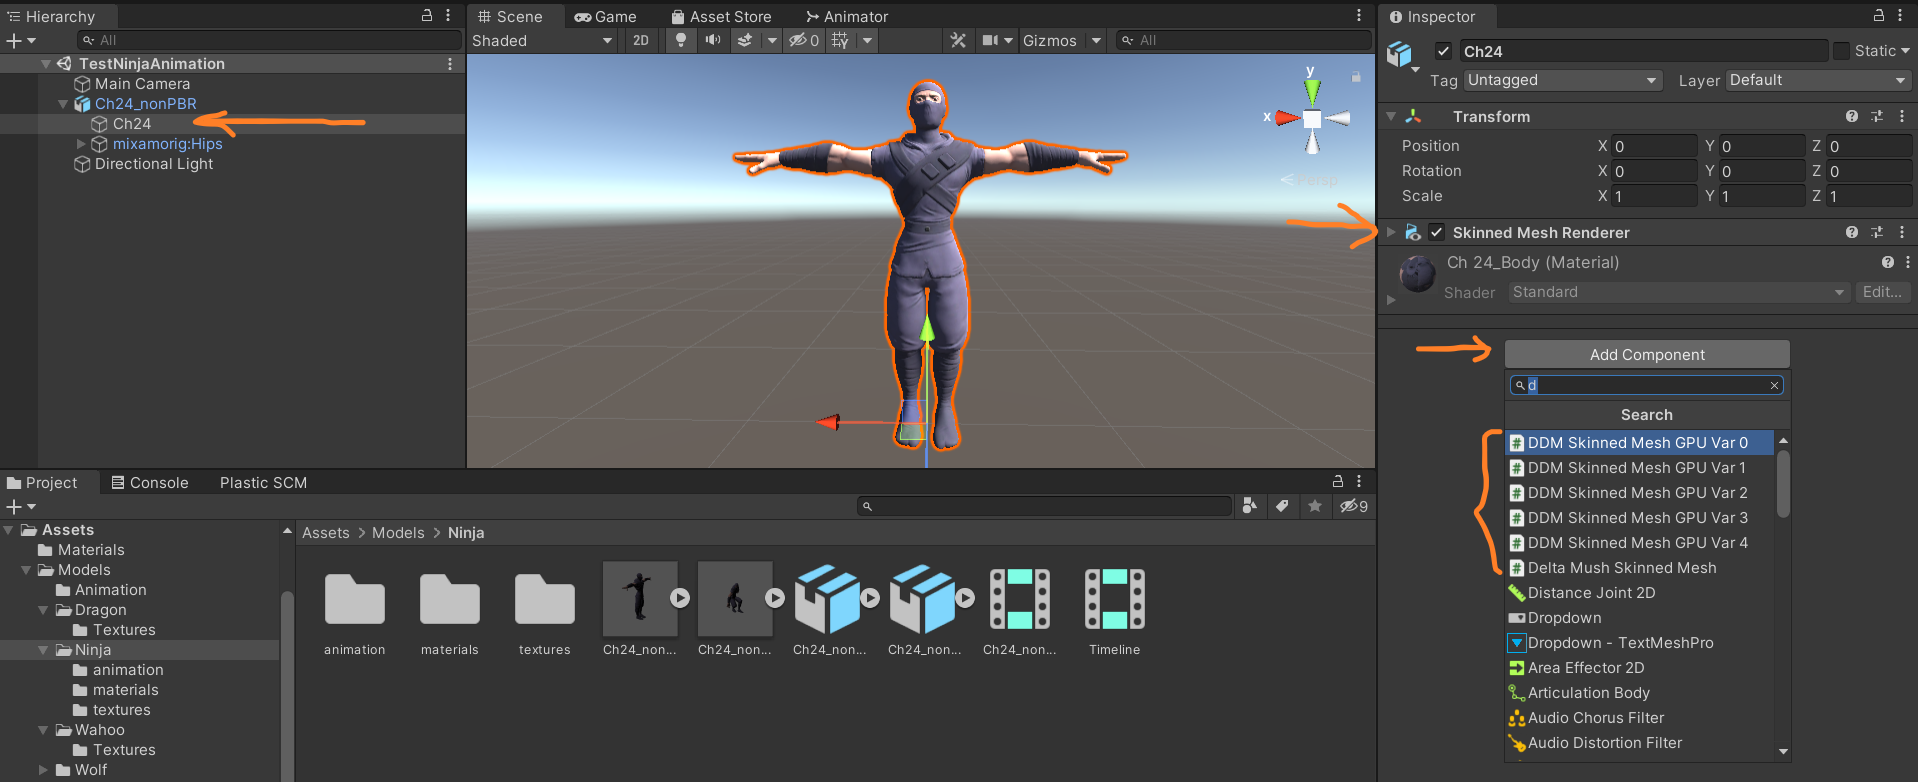 Hierarchy
All
TestNinjaAnimation
Main Camera
Ch24_nonPBR
Ch24
mixamorig:Hips
Directional Light
Scene
Game
Asset Store
Animator
Shaded
2D
0
Gizmos
All
y
x
Persp
Inspector
Ch24
Static
Tag Untagged
Layer Default
Transform
Position X 0 Y 0 Z 0
Rotation X 0 Y 0 Z 0
Scale X 1 Y 1 Z 1
Skinned Mesh Renderer
Ch 24_Body (Material)
Shader Standard Edit...
Add Component
d
Search
DDM Skinned Mesh GPU Var 0
DDM Skinned Mesh GPU Var 1
DDM Skinned Mesh GPU Var 2
DDM Skinned Mesh GPU Var 3
DDM Skinned Mesh GPU Var 4
Delta Mush Skinned Mesh
Distance Joint 2D
Dropdown
Dropdown - TextMeshPro
Area Effector 2D
Articulation Body
Audio Chorus Filter
Audio Distortion Filter
Project
Console
Plastic SCM
9
Assets
Materials
Models
Animation
Dragon
Textures
Ninja
animation
materials
textures
Wahoo
Textures
Wolf
Assets > Models > Ninja
animation
materials
textures
Ch24_non...
Ch24_non...
Ch24_non...
Ch24_non...
Ch24_non...
Timeline